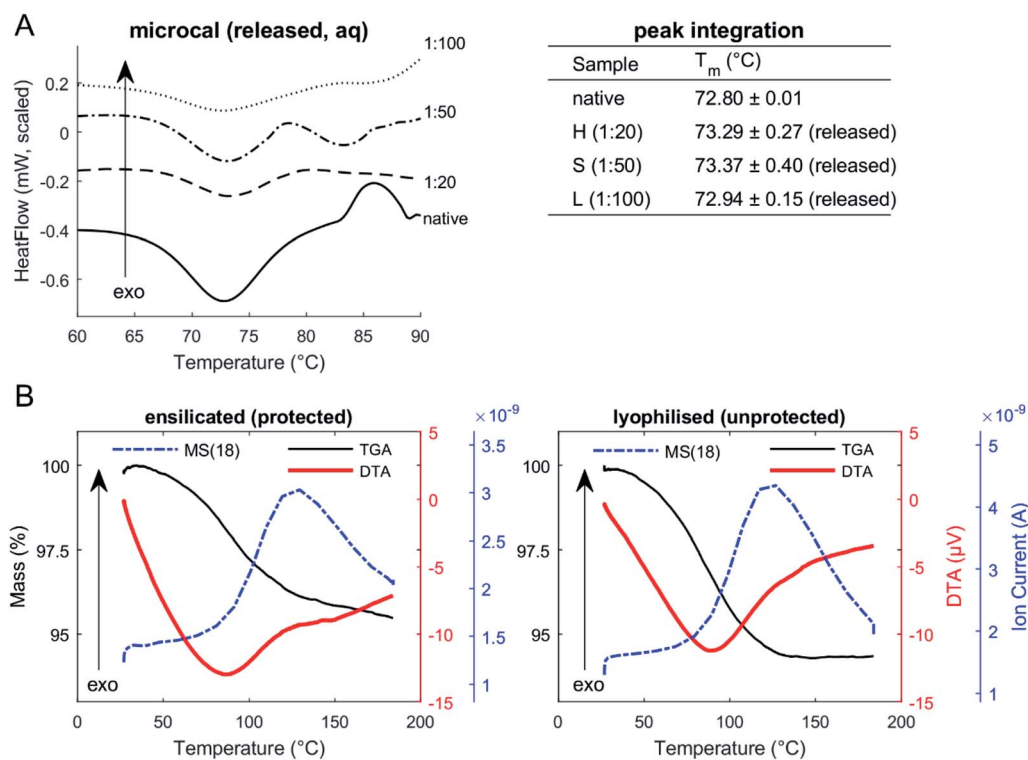 A
microcal (released, aq)
HeatFlow (mW, scaled)
0.2
0
-0.2
-0.4
-0.6
1:100
1:50
1:20
native
exo
60 65 70 75 80 85 90
Temperature (°C)
peak integration
Sample Tm (°C)
native 72.80 ± 0.01
H (1:20) 73.29 ± 0.27 (released)
S (1:50) 73.37 ± 0.40 (released)
L (1:100) 72.94 ± 0.15 (released)
B
ensilicated (protected)
MS(18) TGA
DTA
Mass (%)
100
97.5
95
exo
0 50 100 150 200
Temperature (°C)
5
0
-5
-10
-15
×10-9
3.5
3
2.5
2
1.5
1
lyophilised (unprotected)
MS(18) TGA
DTA
100
97.5
95
exo
0 50 100 150 200
Temperature (°C)
5
0
-5
-10
-15
DTA (µV)
×10-9
5
4
3
2
1
Ion Current (A)